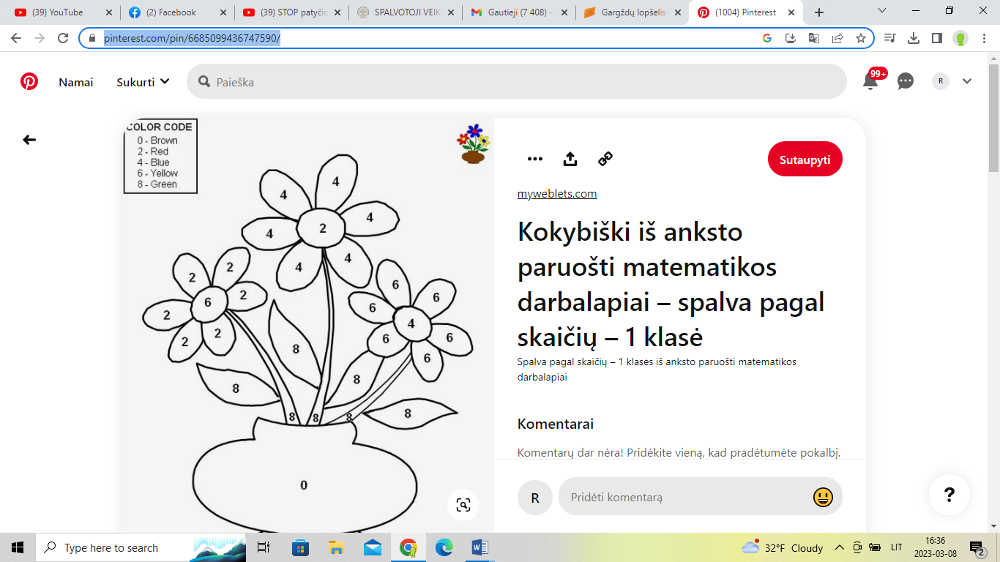 (39) YouTube
(2) Facebook
(39) STOP patyčio
SPALVOTOJI VEIK
Gautieji (7 408) -
Gargždų lopšelis-
(1004) Pinterest
pinterest.com/pin/6685099436747590/
Namai
Sukurti
Paieška
99+
R
COLOR CODE
0 - Brown
2 - Red
4 - Blue
6 - Yellow
8 - Green
4
4
4
4
2
4
4
2
2
2
6
2
2
2
6
6
6
4
6
6
6
8
8
8
8
8
8
8
0
Sutaupyti
myweblets.com
Kokybiški iš anksto
paruošti matematikos
darbalapiai – spalva pagal
skaičių – 1 klasė
Spalva pagal skaičių – 1 klasės iš anksto paruošti matematikos
darbalapiai
Komentarai
Komentarų dar nėra! Pridėkite vieną, kad pradėtumėte pokalbį.
R
Pridėti komentarą
?
Type here to search
32°F Cloudy
LIT
16:36
2023-03-08
2